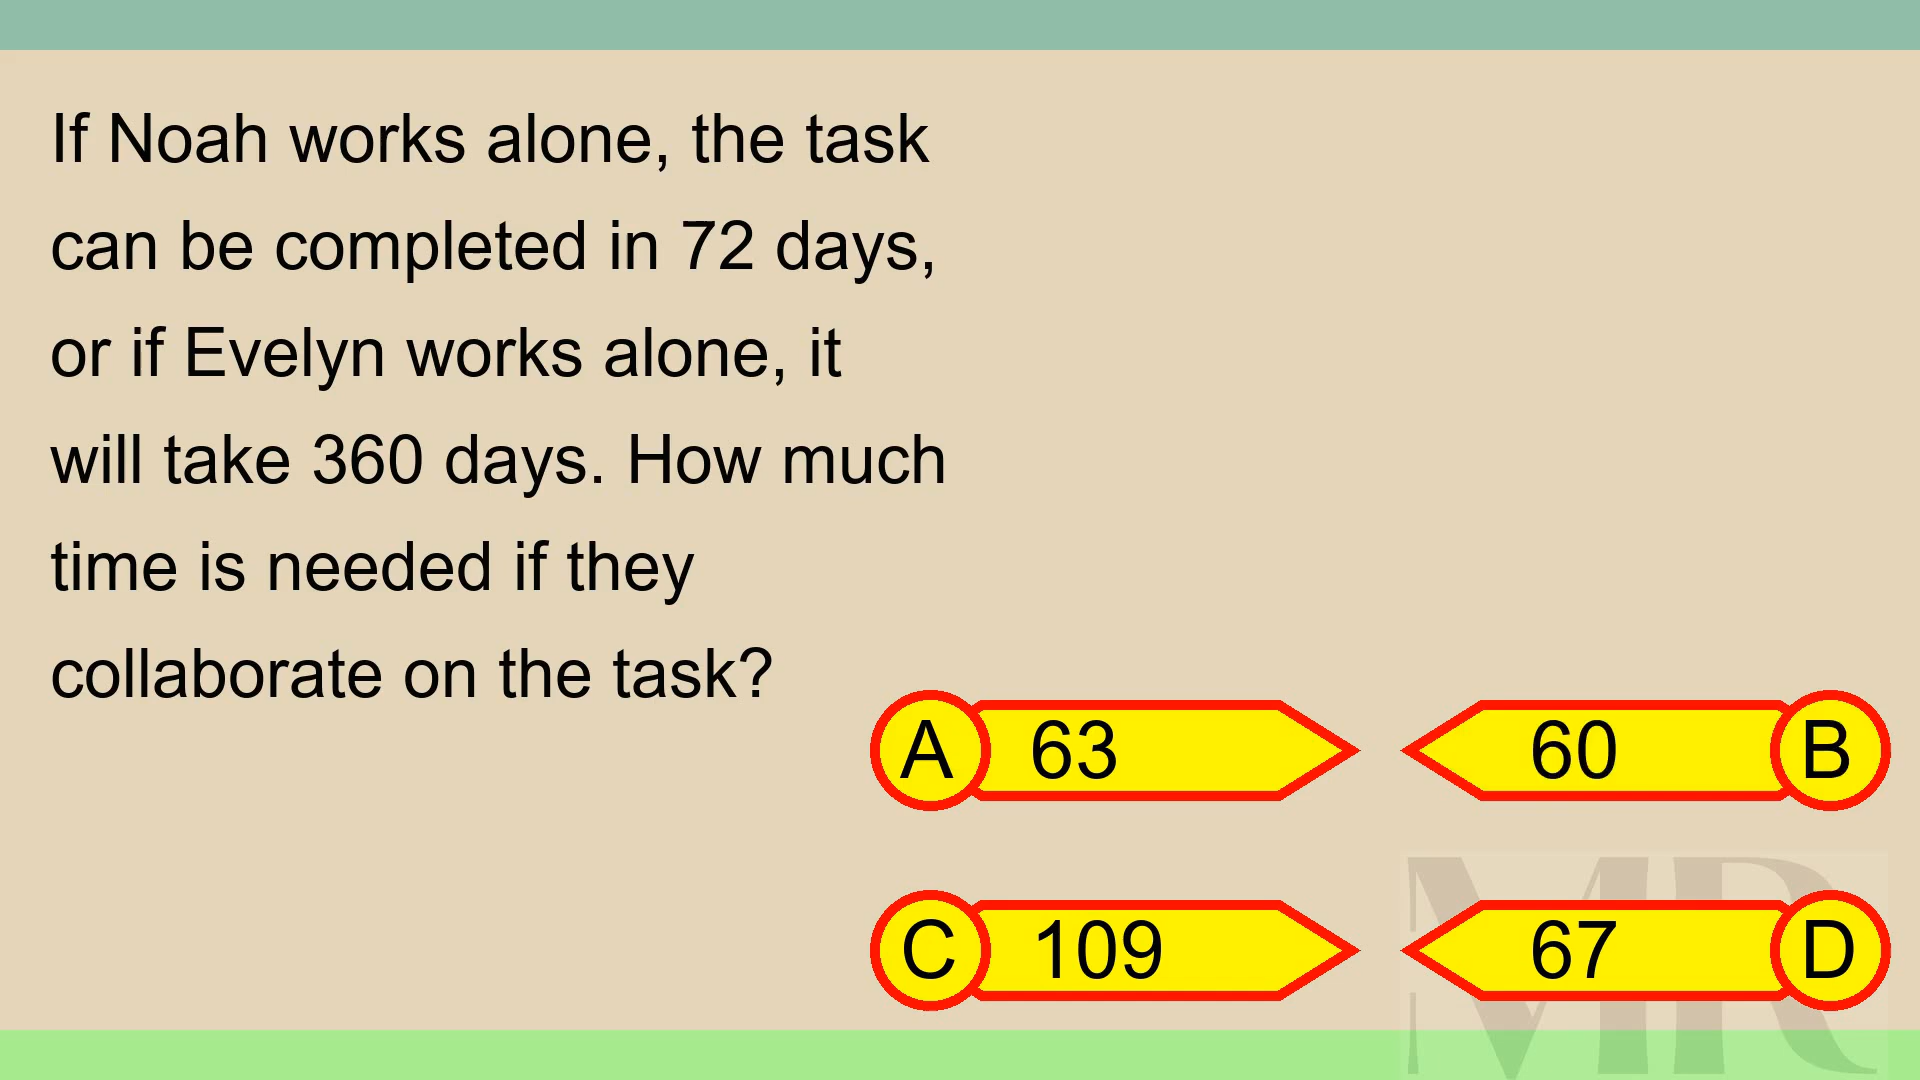 If Noah works alone, the task
can be completed in 72 days,
or if Evelyn works alone, it
will take 360 days. How much
time is needed if they
collaborate on the task?
A 63
60 B
C 109
67 D
MR